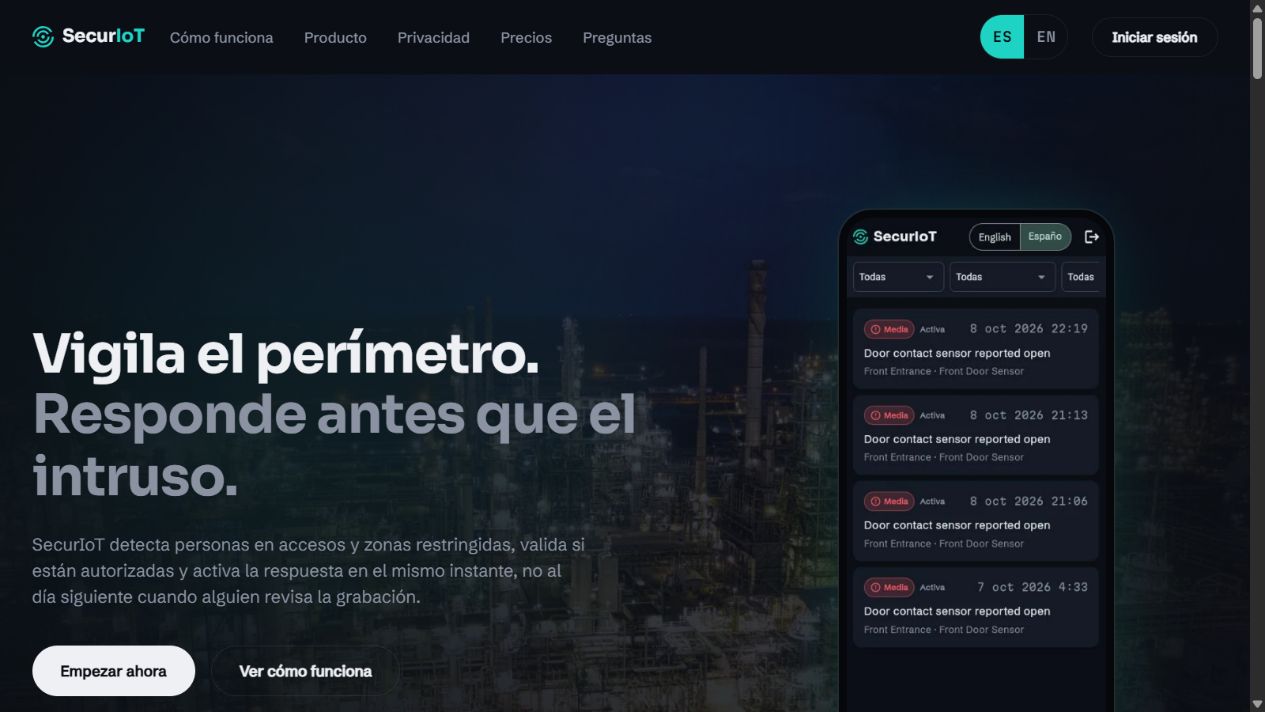 SecurIoT
Cómo funciona
Producto
Privacidad
Precios
Preguntas
ES
EN
Iniciar sesión
Vigila el perímetro.
Responde antes que el
intruso.
SecurIoT detecta personas en accesos y zonas restringidas, valida si
están autorizadas y activa la respuesta en el mismo instante, no al
día siguiente cuando alguien revisa la grabación.
Empezar ahora
Ver cómo funciona
SecurIoT
English
Españo
Todas
Todas
Todas
Media Activa 8 oct 2026 22:19
Door contact sensor reported open
Front Entrance · Front Door Sensor
Media Activa 8 oct 2026 21:13
Door contact sensor reported open
Front Entrance · Front Door Sensor
Media Activa 8 oct 2026 21:06
Door contact sensor reported open
Front Entrance · Front Door Sensor
Media Activa 7 oct 2026 4:33
Door contact sensor reported open
Front Entrance · Front Door Sensor